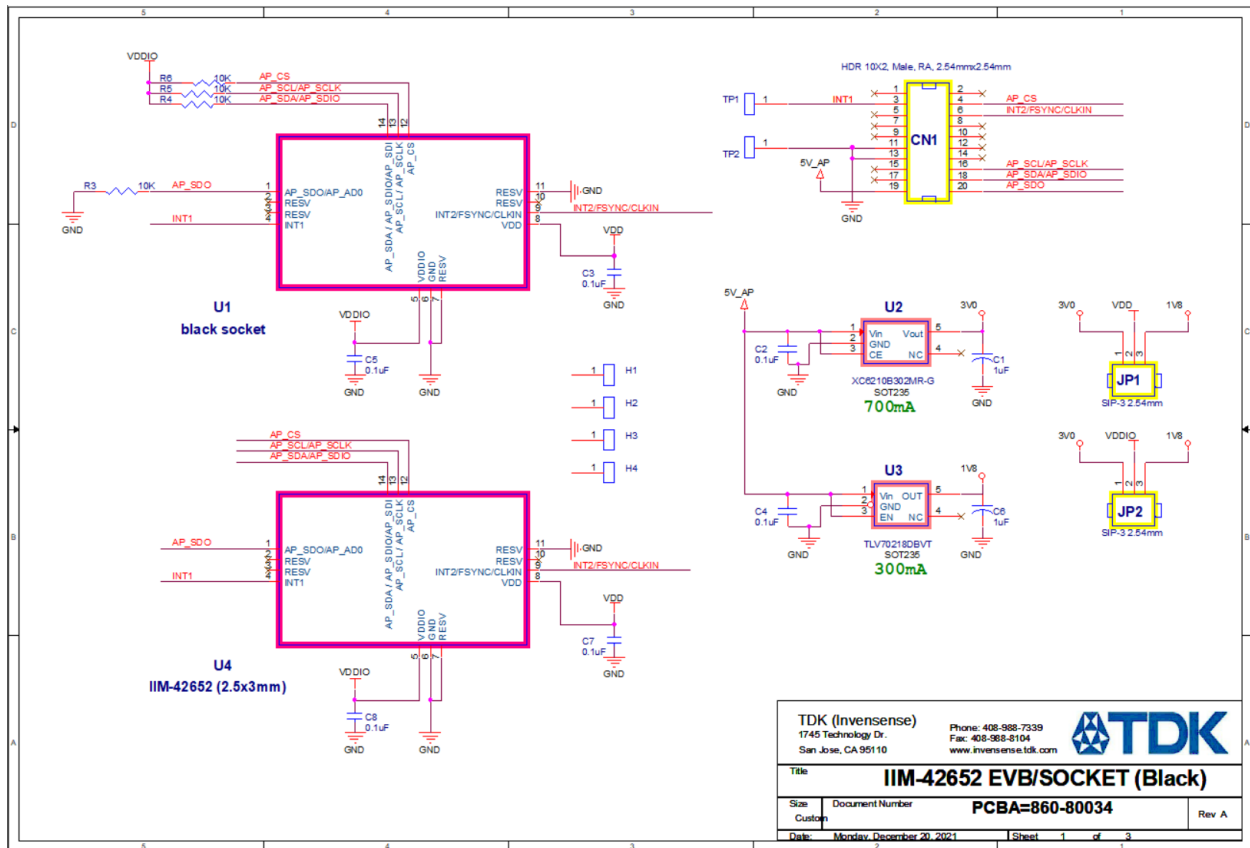 5 4 3 2 1
D
C
B
A
VDDIO
R6 10K AP_CS
R5 10K AP_SCL/AP_SCLK
R4 10K AP_SDA/AP_SDIO
14 13 12
AP_SDA / AP_SDIO/AP_SDI
AP_SCL / AP_SCLK
AP_CS
R3 10K AP_SDO
GND
INT1
1 AP_SDO/AP_AD0
2 RESV
3 RESV
4 INT1
RESV 11 GND
RESV 10
INT2/FSYNC/CLKIN 9 INT2/FSYNC/CLKIN
VDD 8
VDDIO
GND
RESV
5 6 7
VDD
C3
0.1uF
GND
U1
black socket
VDDIO
C5
0.1uF
GND
GND
HDR 10X2, Male, RA, 2.54mmx2.54mm
TP1 1 INT1
TP2 1
5V_AP
GND
CN1
1 2
3 4 AP_CS
5 6 INT2/FSYNC/CLKIN
7 8
9 10
11 12
13 14
15 16 AP_SCL/AP_SCLK
17 18 AP_SDA/AP_SDIO
19 20 AP_SDO
1 H1
1 H2
1 H3
1 H4
5V_AP
U2
3V0
1 Vin Vout 5
2 GND
3 CE NC 4
C2
0.1uF
GND
C1
1uF
GND
XC6210B302MR-G
SOT235
700mA
U3
1V8
1 Vin OUT 5
2 GND
3 EN NC 4
C4
0.1uF
GND
C6
1uF
GND
TLV70218DBVT
SOT235
300mA
3V0 VDD 1V8
1 2 3
JP1
SIP-3 2.54mm
3V0 VDDIO 1V8
1 2 3
JP2
SIP-3 2.54mm
AP_CS
AP_SCL/AP_SCLK
AP_SDA/AP_SDIO
14 13 12
AP_SDA / AP_SDIO/AP_SDI
AP_SCL / AP_SCLK
AP_CS
AP_SDO
INT1
1 AP_SDO/AP_AD0
2 RESV
3 RESV
4 INT1
RESV 11 GND
RESV 10
INT2/FSYNC/CLKIN 9 INT2/FSYNC/CLKIN
VDD 8
VDDIO
GND
RESV
5 6 7
VDD
C7
0.1uF
GND
U4
IIM-42652 (2.5x3mm)
VDDIO
C8
0.1uF
GND
GND
TDK (Invensense)
1745 Technology Dr.
San Jose, CA 95110
Phone: 408-988-7339
Fax: 408-988-8104
www.invensense.tdk.com
TDK
Title
IIM-42652 EVB/SOCKET (Black)
Size
Custom
Document Number
PCBA=860-80034
Rev A
Date: Monday, December 20, 2021 Sheet 1 of 3
D
C
B
A
5 4 3 2 1